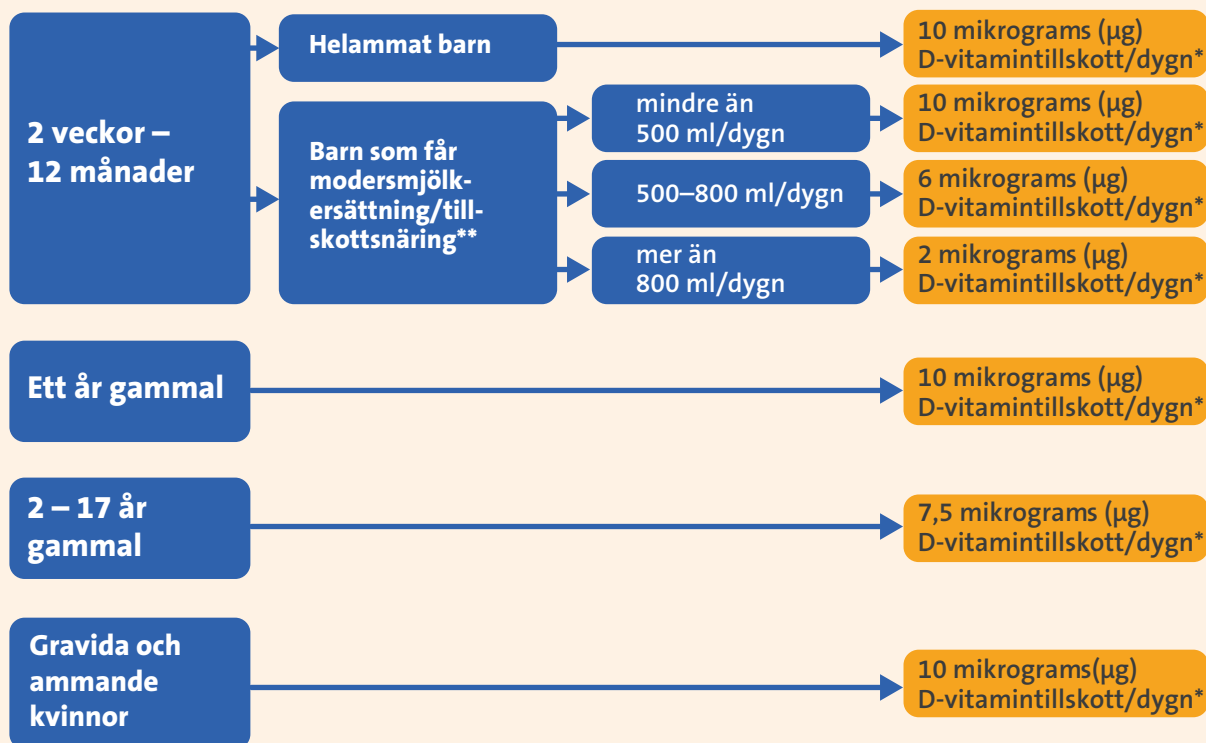 2 veckor –
12 månader
Helammat barn
10 mikrograms (µg)
D-vitamintillskott/dygn*
Barn som får
modersmjölk-
ersättning/till-
skottsnäring**
mindre än
500 ml/dygn
10 mikrograms (µg)
D-vitamintillskott/dygn*
500–800 ml/dygn
6 mikrograms (µg)
D-vitamintillskott/dygn*
mer än
800 ml/dygn
2 mikrograms (µg)
D-vitamintillskott/dygn*
Ett år gammal
10 mikrograms (µg)
D-vitamintillskott/dygn*
2 – 17 år
gammal
7,5 mikrograms (µg)
D-vitamintillskott/dygn*
Gravida och
ammande
kvinnor
10 mikrograms(µg)
D-vitamintillskott/dygn*